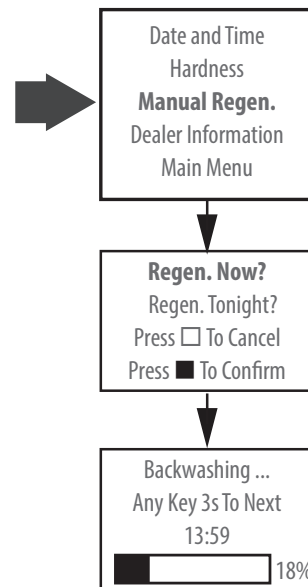 Date and Time
Hardness
Manual Regen.
Dealer Information
Main Menu
Regen. Now?
Regen. Tonight?
Press □ To Cancel
Press ■ To Confirm
Backwashing ...
Any Key 3s To Next
13:59
18%